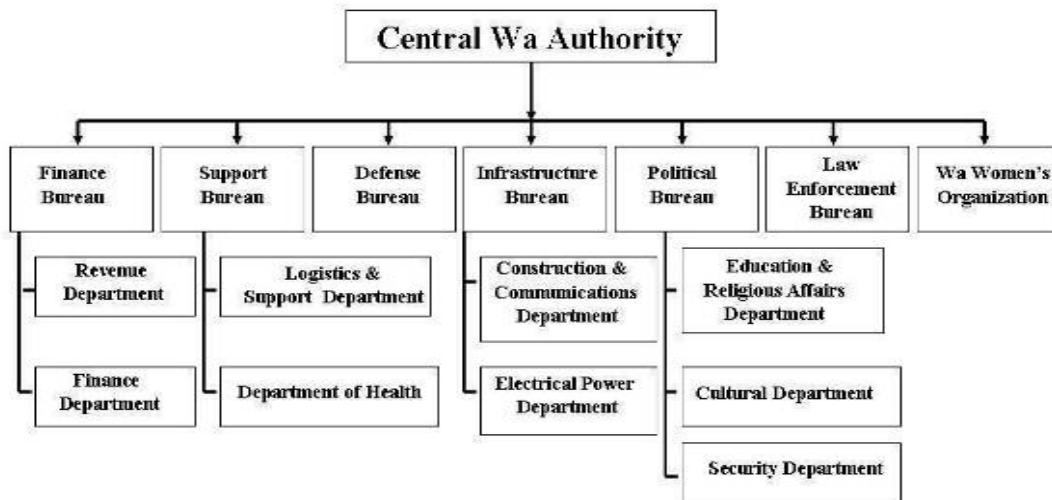 Central Wa Authority
Finance
Bureau
Support
Bureau
Defense
Bureau
Infrastructure
Bureau
Political
Bureau
Law
Enforcement
Bureau
Wa Women's
Organization
Revenue
Department
Finance
Department
Logistics &
Support Department
Department of Health
Construction &
Communications
Department
Electrical Power
Department
Education &
Religious Affairs
Department
Cultural Department
Security Department